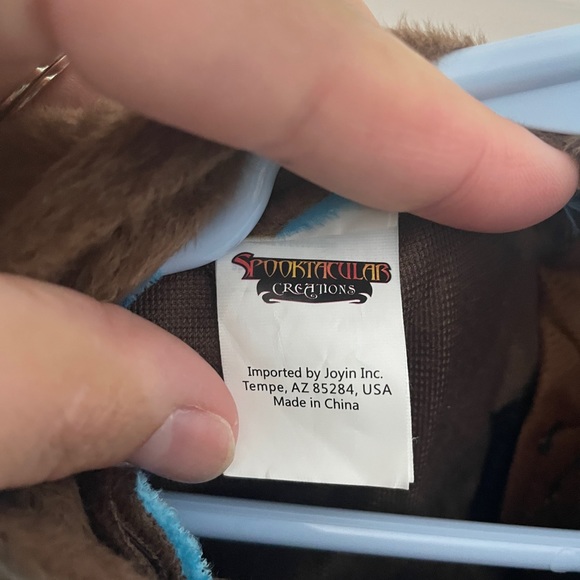 SPOOKTACULAR
CREATIONS
Imported by Joyin Inc.
Tempe, AZ 85284, USA
Made in China